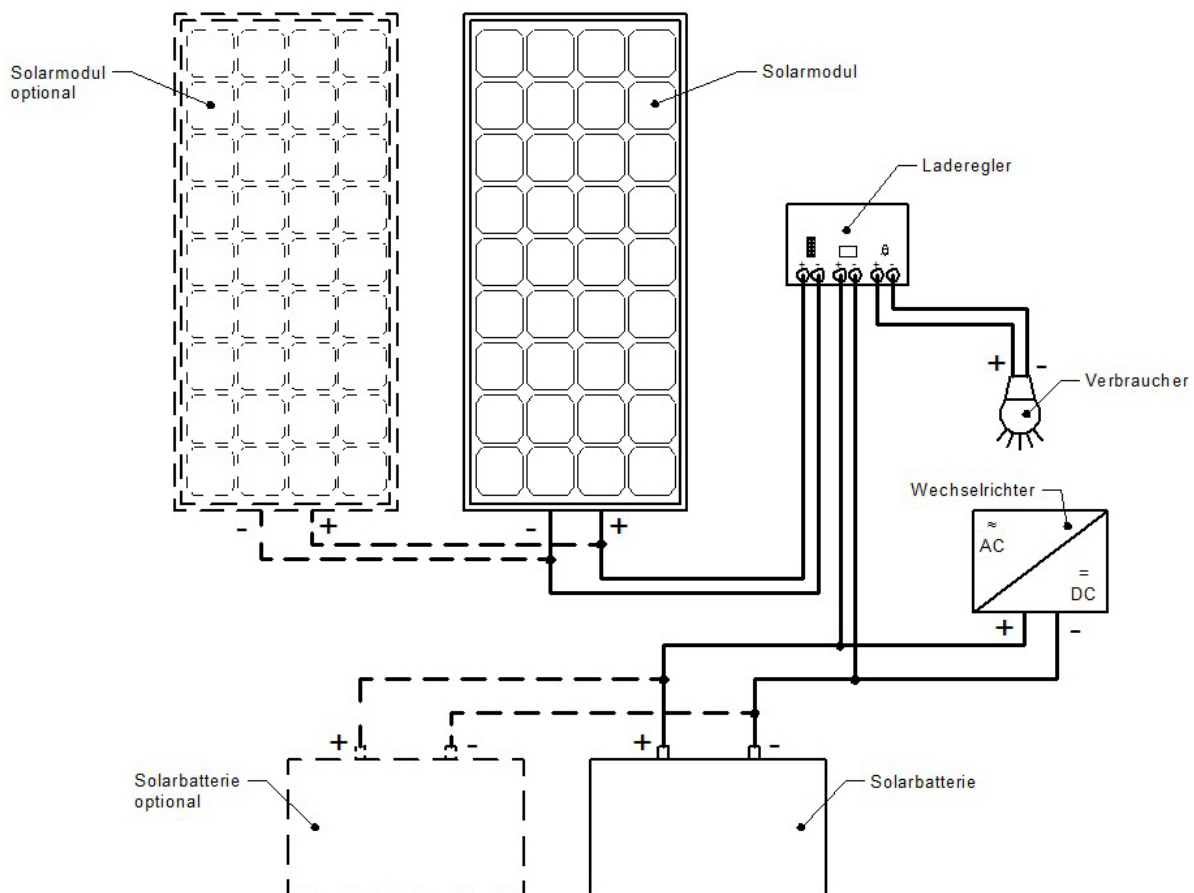 Solarmodul
optional
Solarmodul
Laderegler
+ - + - + -
+ -
Verbraucher
Wechselrichter
≈
AC
=
DC
- +
- +
+ -
+ -
+ -
Solarbatterie
optional
Solarbatterie